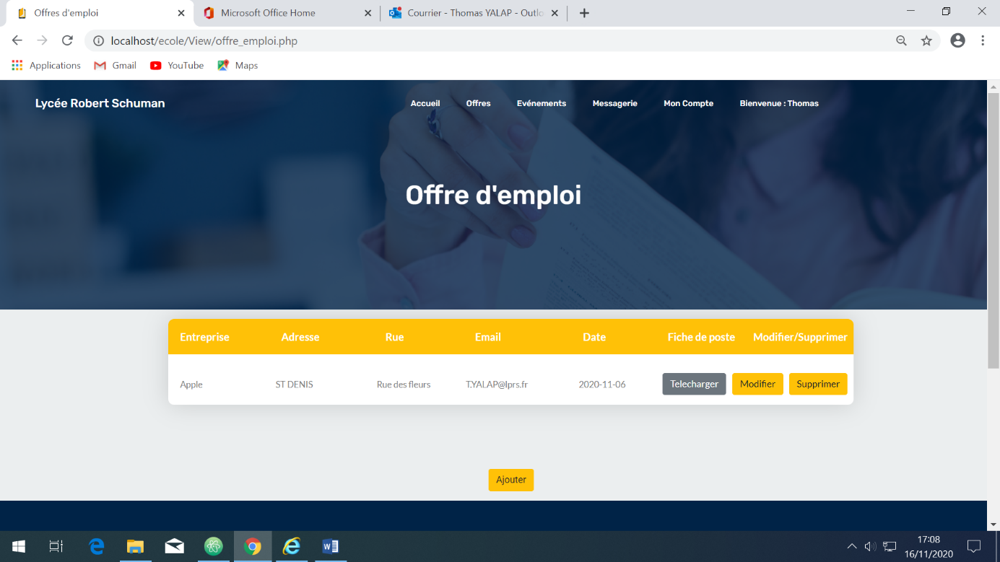 Offres d'emploi
Microsoft Office Home
Courrier - Thomas YALAP - Outlo
localhost/ecole/View/offre_emploi.php
Applications Gmail YouTube Maps
Lycée Robert Schuman Accueil Offres Evénements Messagerie Mon Compte Bienvenue : Thomas
Offre d'emploi
Entreprise Adresse Rue Email Date Fiche de poste Modifier/Supprimer
Apple ST DENIS Rue des fleurs T.YALAP@lprs.fr 2020-11-06 Telecharger Modifier Supprimer
Ajouter
17:08
16/11/2020